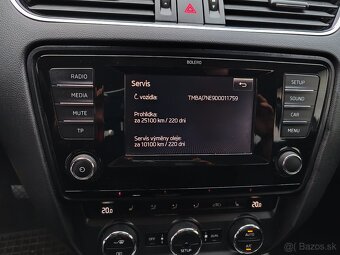 BOLERO
RADIO
MEDIA
MUTE
TP
Servis
Č. vozidla: TMBAJ7NE9D0011759
Prohlídka:
za 25100 km / 220 dní
Servis výměny oleje:
za 10100 km / 220 dní
SETUP
SOUND
CAR
MENU
20.0
20.0
A/C
bazos.sk